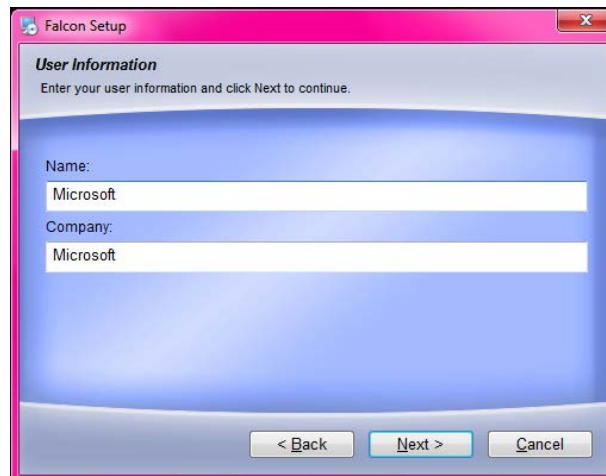 Falcon Setup
User Information
Enter your user information and click Next to continue.
Name:
Microsoft
Company:
Microsoft
< Back
Next >
Cancel